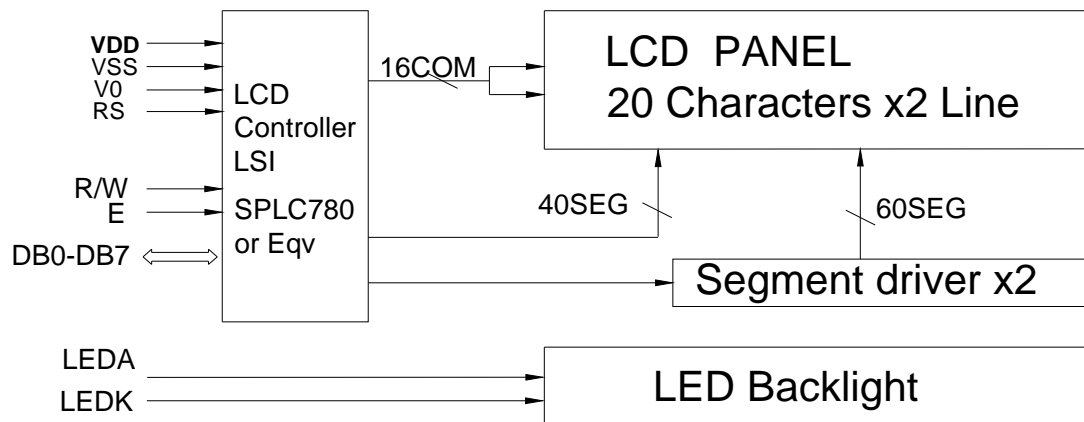 VDD
VSS
V0
RS
R/W
E
DB0-DB7
LCD
Controller
LSI
SPLC780
or Eqv
16COM
LCD PANEL
20 Characters x2 Line
40SEG
60SEG
Segment driver x2
LEDA
LEDK
LED Backlight